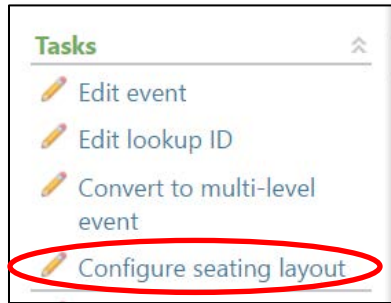 Tasks
Edit event
Edit lookup ID
Convert to multi-level
event
Configure seating layout